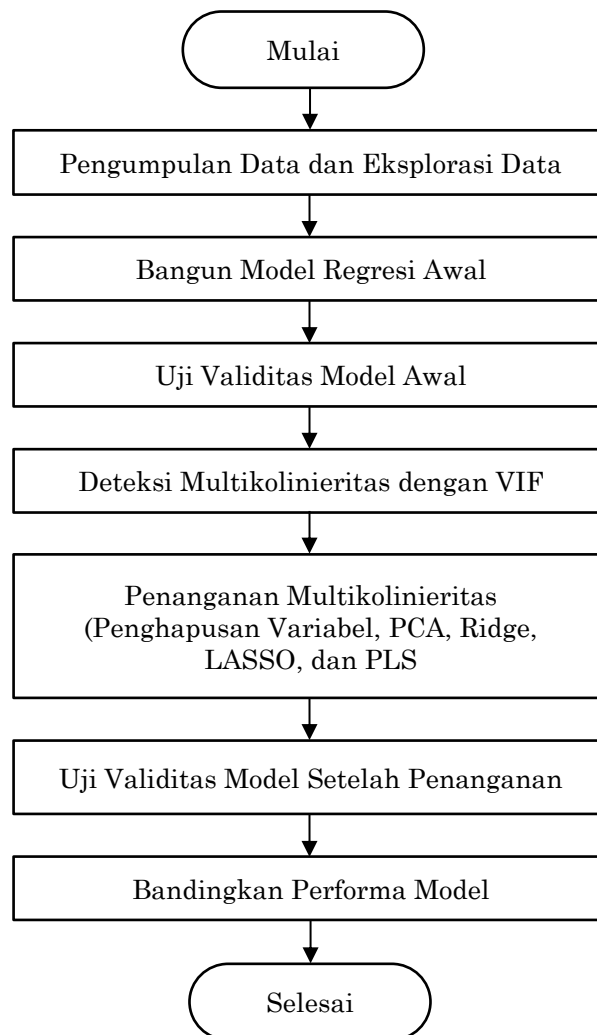 Mulai
Pengumpulan Data dan Eksplorasi Data
Bangun Model Regresi Awal
Uji Validitas Model Awal
Deteksi Multikolinieritas dengan VIF
Penanganan Multikolinieritas
(Penghapusan Variabel, PCA, Ridge,
LASSO, dan PLS
Uji Validitas Model Setelah Penanganan
Bandingkan Performa Model
Selesai